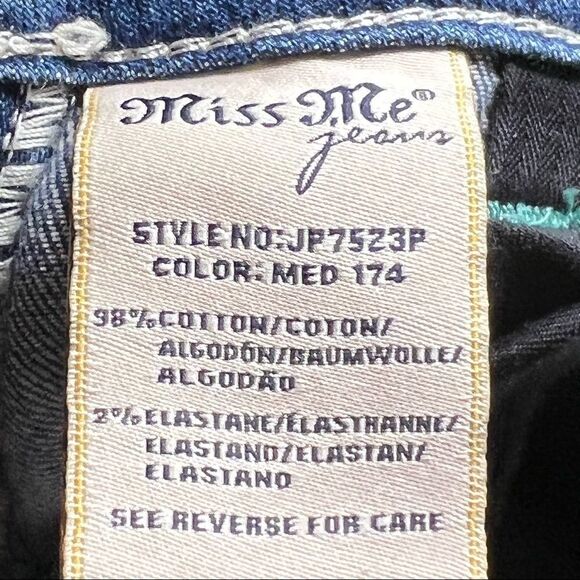 Miss Me®
jeans
STYLE NO:JP7523P
COLOR: MED 174
98% COTTON/COTON/
ALGODÓN/BAUMWOLLE/
ALGODÃO
2% ELASTANE/ÉLASTHANNE/
ELASTANO/ELASTAN/
ELASTANO
SEE REVERSE FOR CARE